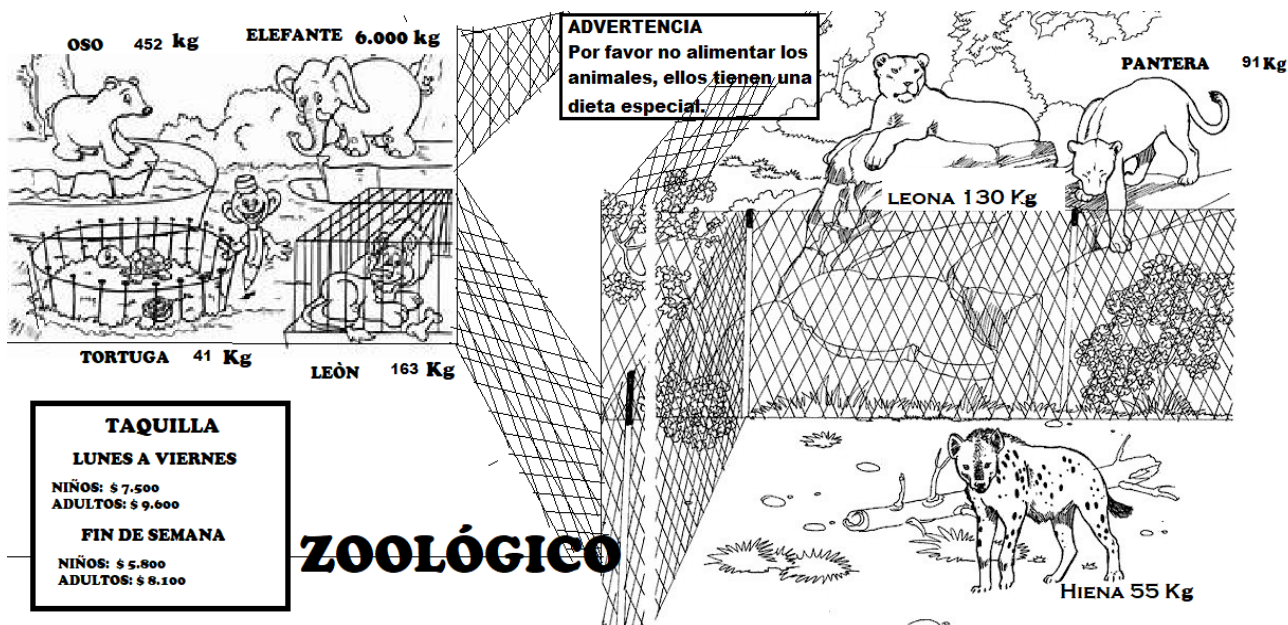 OSO 452 kg
ELEFANTE 6.000 kg
ADVERTENCIA
Por favor no alimentar los
animales, ellos tienen una
dieta especial.
PANTERA 91 Kg
LEONA 130 Kg
TORTUGA 41 Kg
LEÒN 163 Kg
TAQUILLA
LUNES A VIERNES
NIÑOS: $ 7.500
ADULTOS: $ 9.600
FIN DE SEMANA
NIÑOS: $ 5.800
ADULTOS: $ 8.100
ZOOLÓGICO
HIENA 55 Kg